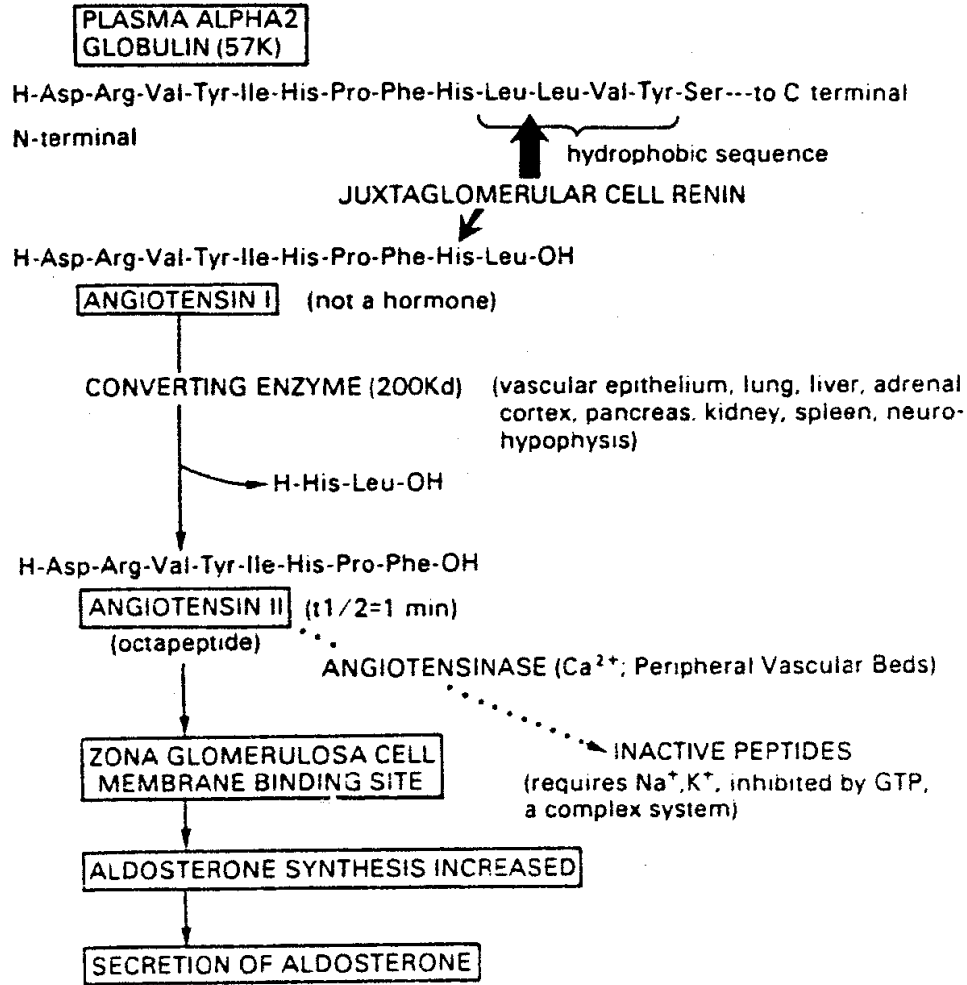 PLASMA ALPHA2
GLOBULIN (57K)
H-Asp-Arg-Val-Tyr-Ile-His-Pro-Phe-His-Leu-Leu-Val-Tyr-Ser---to C terminal
N-terminal
hydrophobic sequence
JUXTAGLOMERULAR CELL RENIN
H-Asp-Arg-Val-Tyr-Ile-His-Pro-Phe-His-Leu-OH
ANGIOTENSIN I (not a hormone)
CONVERTING ENZYME (200Kd) (vascular epithelium, lung, liver, adrenal
cortex, pancreas. kidney, spleen, neuro-
hypophysis)
H-His-Leu-OH
H-Asp-Arg-Val-Tyr-Ile-His-Pro-Phe-OH
ANGIOTENSIN II (t1/2=1 min)
(octapeptide)
ANGIOTENSINASE (Ca²⁺; Peripheral Vascular Beds)
INACTIVE PEPTIDES
ZONA GLOMERULOSA CELL
MEMBRANE BINDING SITE
(requires Na⁺,K⁺, inhibited by GTP,
a complex system)
ALDOSTERONE SYNTHESIS INCREASED
SECRETION OF ALDOSTERONE